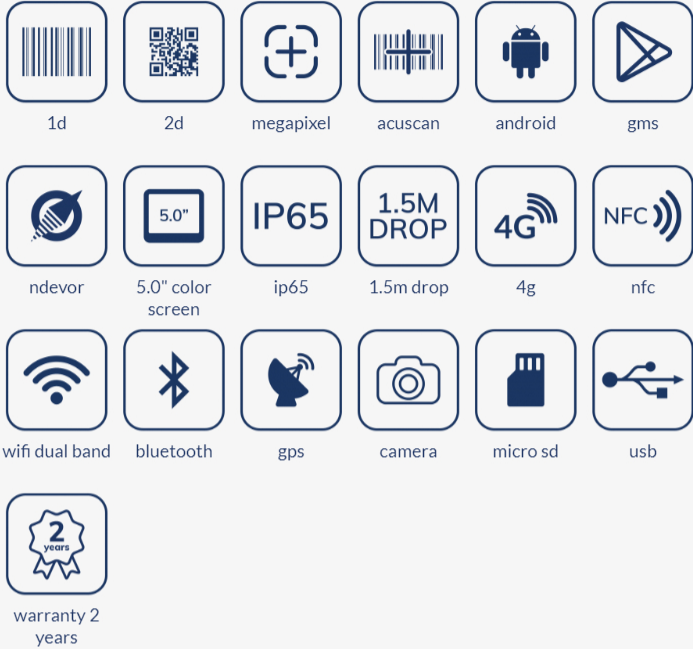 1d
2d
megapixel
acuscan
android
gms
5.0"
IP65
1.5M
DROP
4G
NFC
ndevor
5.0" color
screen
ip65
1.5m drop
4g
nfc
wifi dual band
bluetooth
gps
camera
micro sd
usb
2
years
warranty 2
years